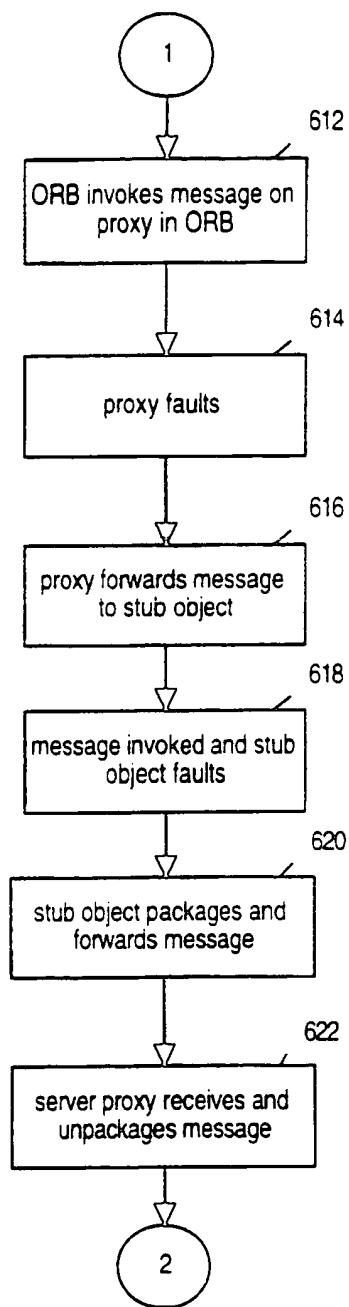 1
612
ORB invokes message on
proxy in ORB
614
proxy faults
616
proxy forwards message
to stub object
618
message invoked and stub
object faults
620
stub object packages and
forwards message
622
server proxy receives and
unpackages message
2